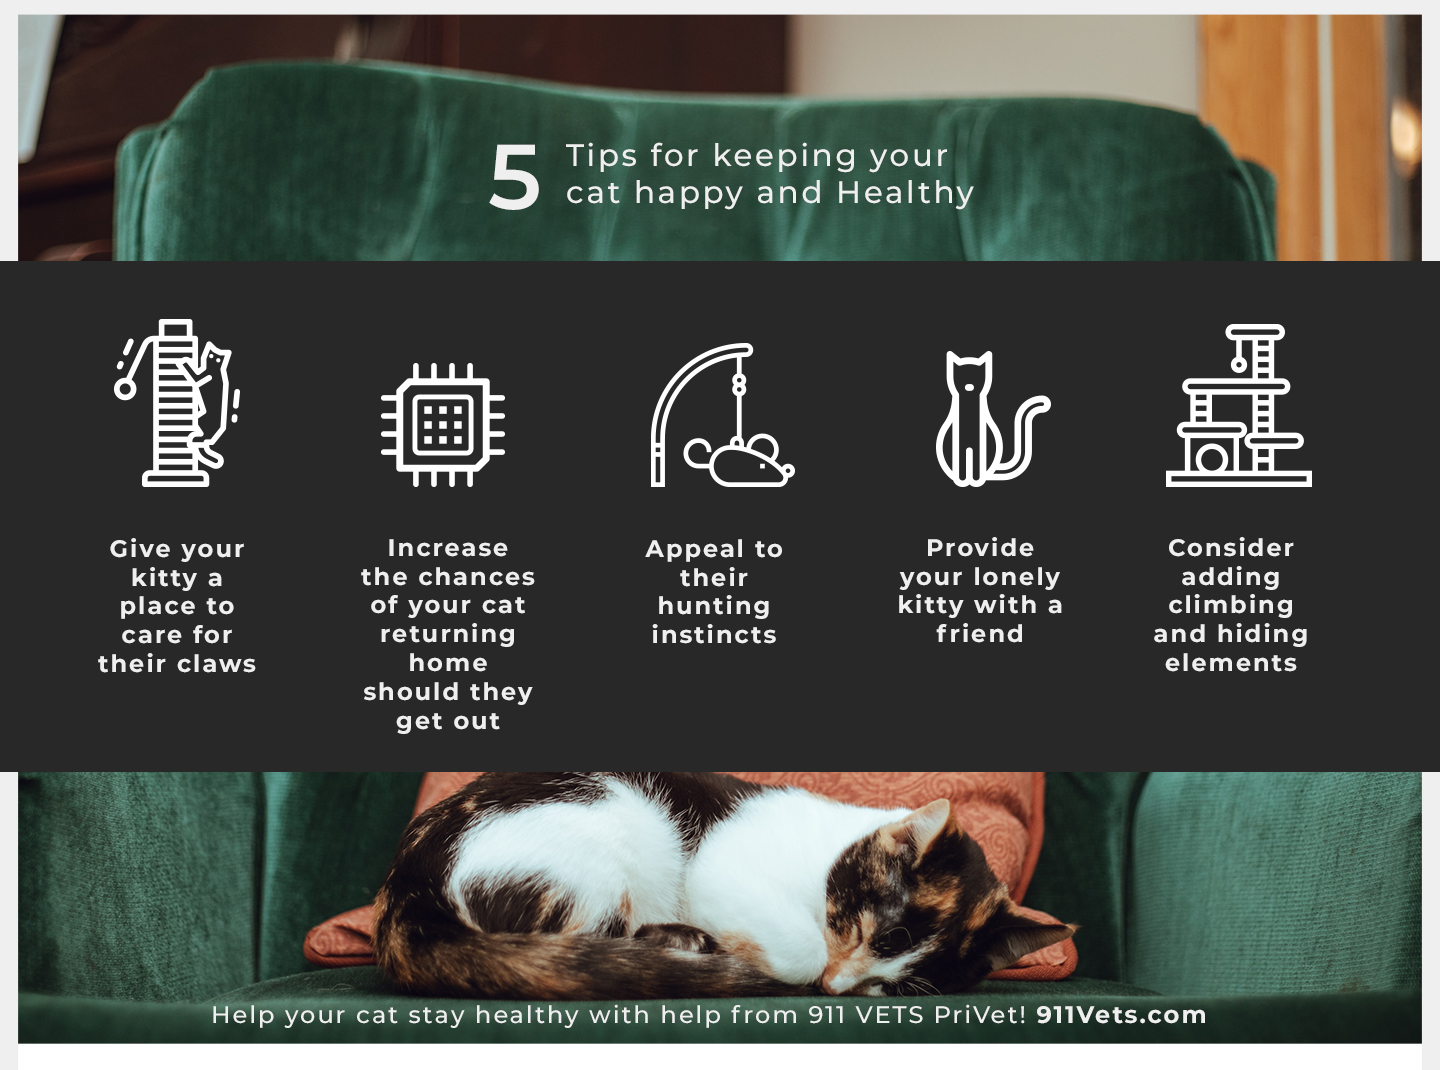 5 Tips for keeping your
cat happy and Healthy
Give your
kitty a
place to
care for
their claws
Increase
the chances
of your cat
returning
home
should they
get out
Appeal to
their
hunting
instincts
Provide
your lonely
kitty with a
friend
Consider
adding
climbing
and hiding
elements
Help your cat stay healthy with help from 911 VETS PriVet! 911Vets.com